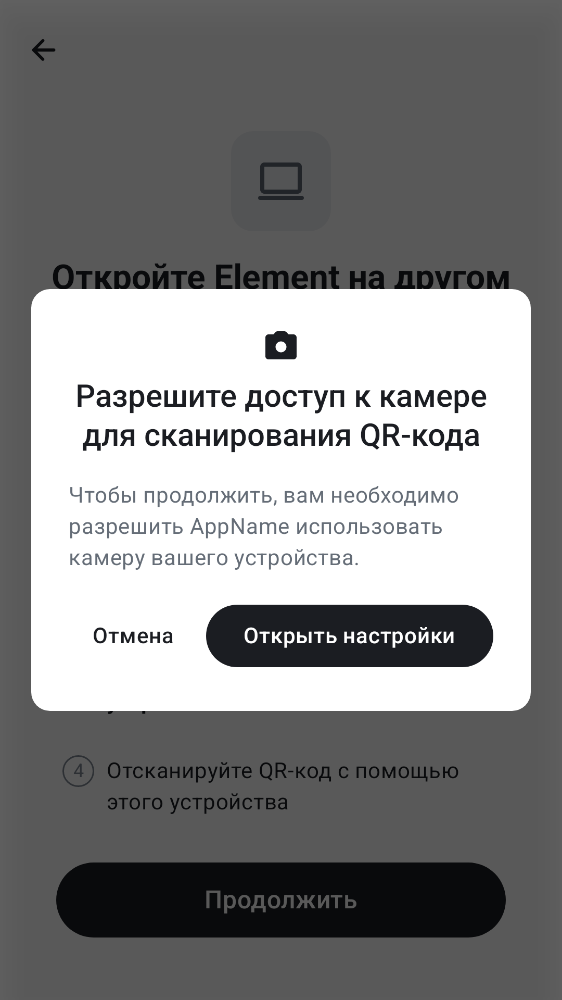 Откройте Element на другом
Разрешите доступ к камере
для сканирования QR-кода
Чтобы продолжить, вам необходимо
разрешить AppName использовать
камеру вашего устройства.
Отмена
Открыть настройки
4
Отсканируйте QR-код с помощью
этого устройства
Продолжить